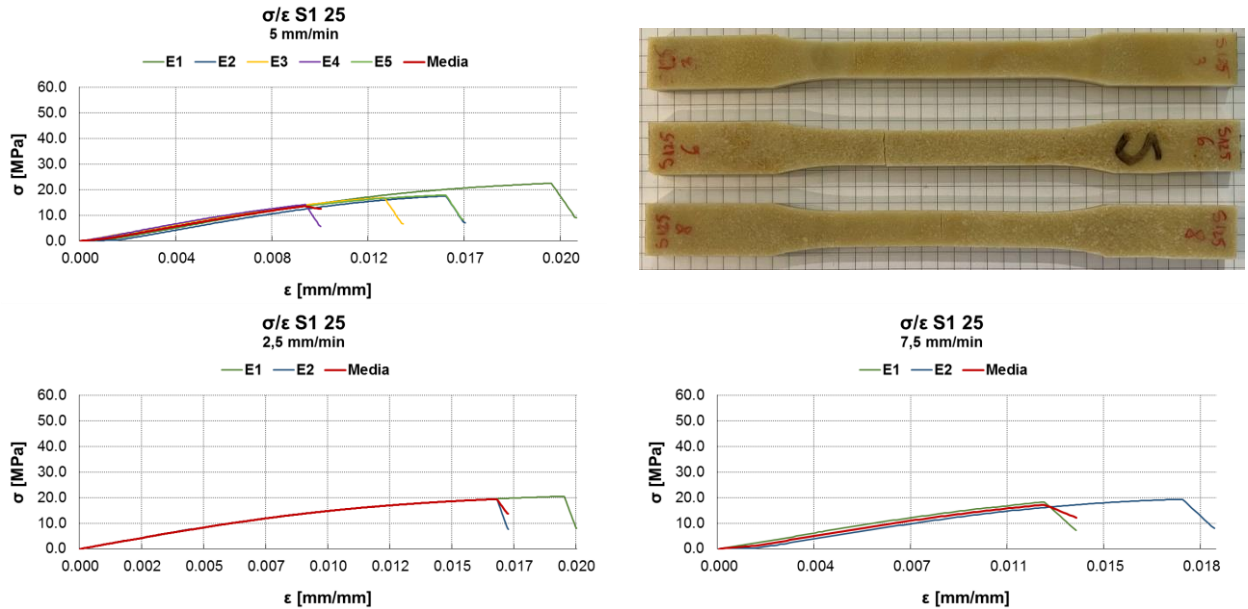 σ/ε S1 25
5 mm/min
E1 E2 E3 E4 E5 Media
60.0
50.0
40.0
30.0
20.0
10.0
0.0
σ [MPa]
0.000 0.004 0.008 0.012 0.017 0.020
ε [mm/mm]
S125
3
S125
6
5
S125
6
S125
8
S125
8
σ/ε S1 25
2,5 mm/min
E1 E2 Media
60.0
50.0
40.0
30.0
20.0
10.0
0.0
σ [MPa]
0.000 0.002 0.005 0.007 0.010 0.012 0.015 0.017 0.020
ε [mm/mm]
σ/ε S1 25
7,5 mm/min
E1 E2 Media
60.0
50.0
40.0
30.0
20.0
10.0
0.0
σ [MPa]
0.000 0.004 0.007 0.011 0.015 0.018
ε [mm/mm]